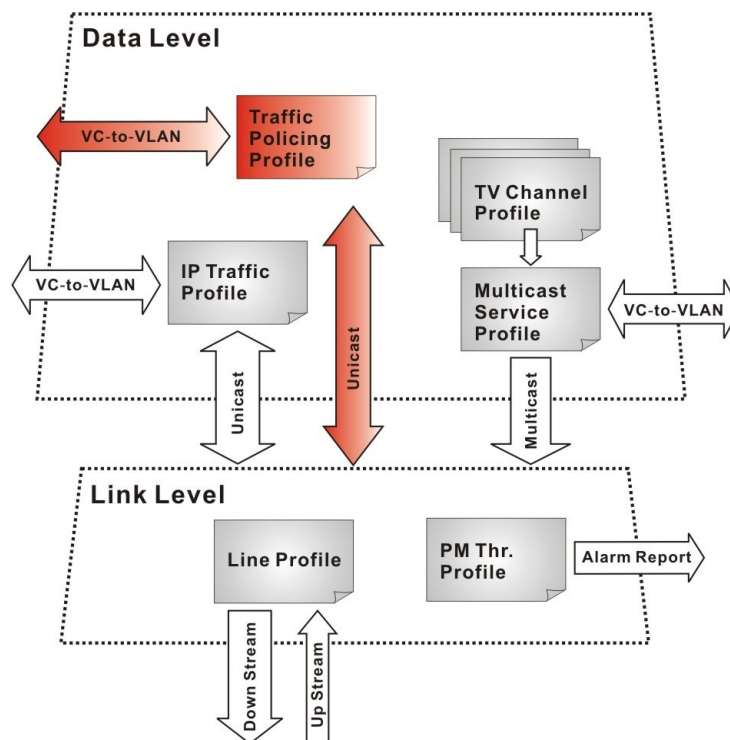 Data Level
Traffic
Policing
Profile
VC-to-VLAN
TV Channel
Profile
IP Traffic
Profile
VC-to-VLAN
Multicast
Service
Profile
VC-to-VLAN
Unicast
Unicast
Multicast
Link Level
Line Profile
PM Thr.
Profile
Alarm Report
Down Stream
Up Stream